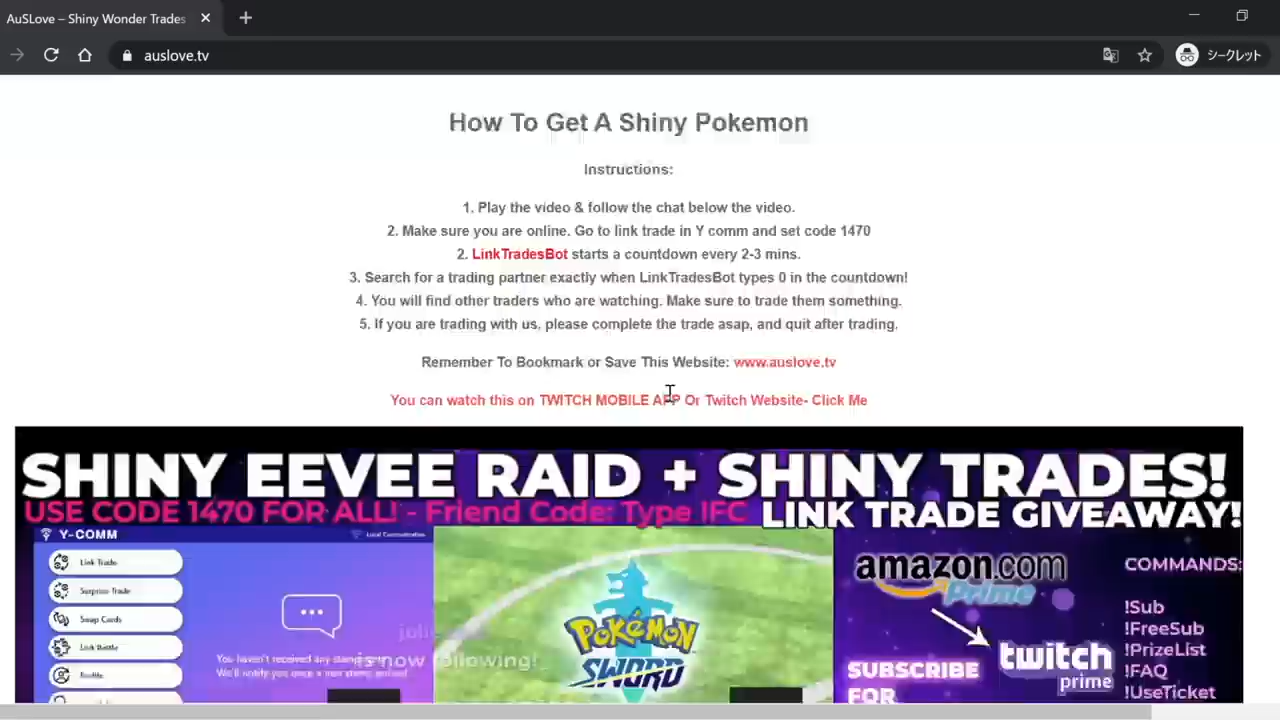 AuSLove – Shiny Wonder Trades
auslove.tv
シークレット
How To Get A Shiny Pokemon
Instructions:
1. Play the video & follow the chat below the video.
2. Make sure you are online. Go to link trade in Y comm and set code 1470
2. LinkTradesBot starts a countdown every 2-3 mins.
3. Search for a trading partner exactly when LinkTradesBot types 0 in the countdown!
4. You will find other traders who are watching. Make sure to trade them something.
5. If you are trading with us, please complete the trade asap, and quit after trading.
Remember To Bookmark or Save This Website: www.auslove.tv
You can watch this on TWITCH MOBILE APP Or Twitch Website- Click Me
SHINY EEVEE RAID + SHINY TRADES!
USE CODE 1470 FOR ALL! - Friend Code: Type !FC
LINK TRADE GIVEAWAY!
Y-COMM
Local Communication
Link Trade
Surprise Trade
Swap Cards
Link Battle
Profile
is now following!
POKéMON
SWORD
amazon.com
Prime
twitch
prime
SUBSCRIBE
FOR
COMMANDS:
!Sub
!FreeSub
!PrizeList
!FAQ
!UseTicket